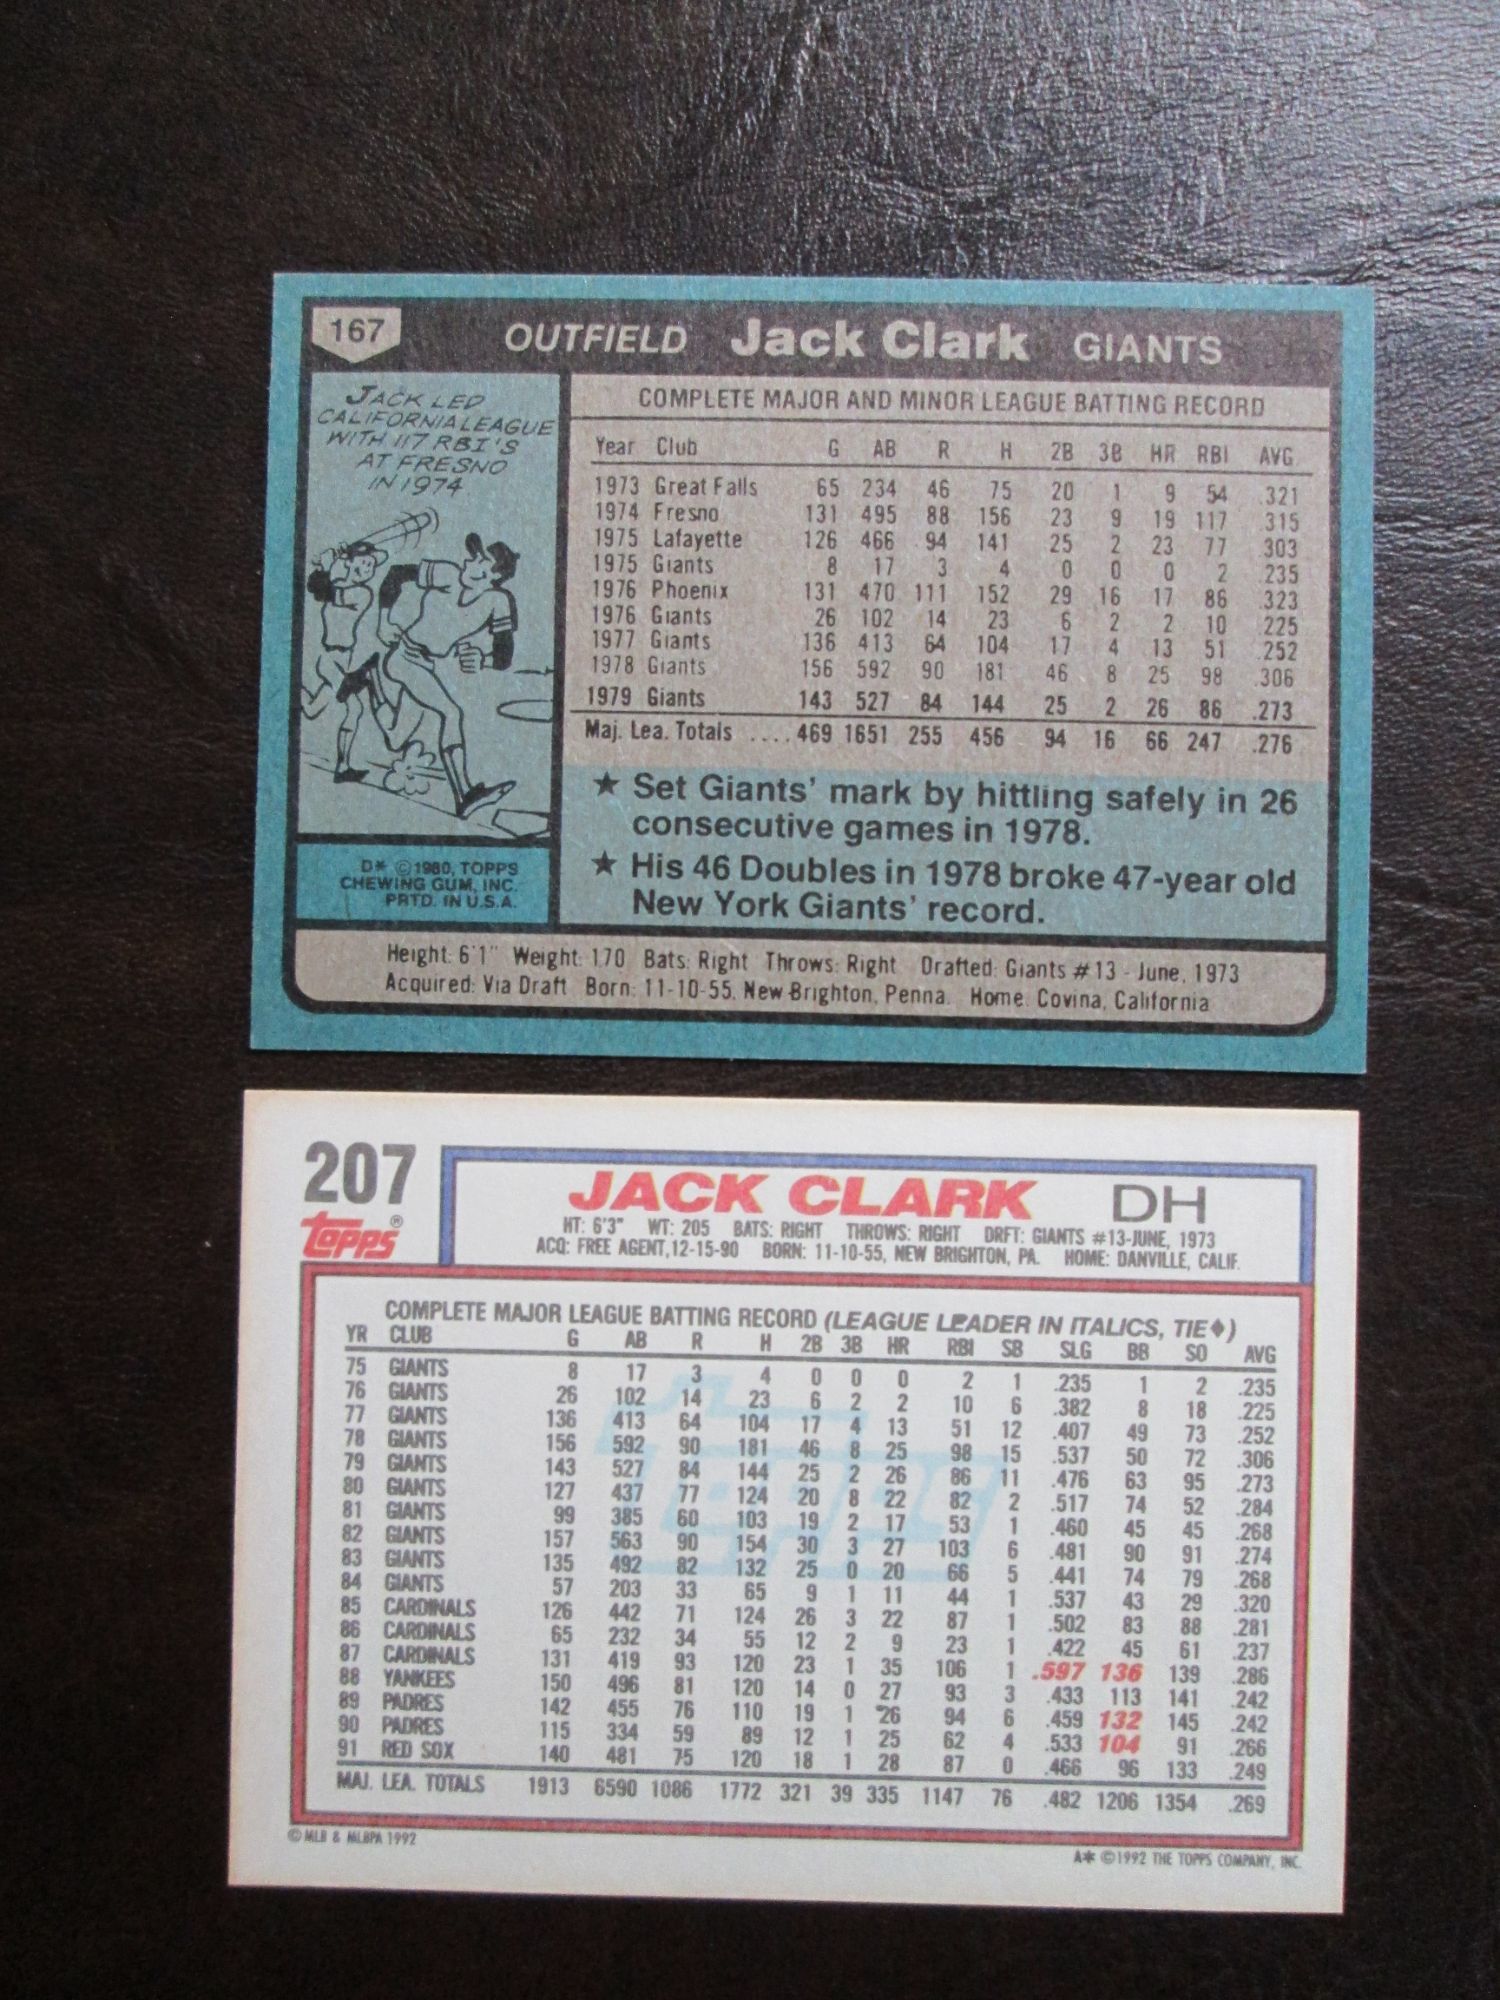 167 OUTFIELD Jack Clark GIANTS
JACK LED
CALIFORNIA LEAGUE
WITH 117 RBI'S
AT FRESNO
IN 1974
D* © 1980, TOPPS
CHEWING GUM, INC.
PRTD. IN U.S.A.
COMPLETE MAJOR AND MINOR LEAGUE BATTING RECORD
Year Club G AB R H 2B 3B HR RBI AVG
1973 Great Falls 65 234 46 75 20 1 9 54 .321
1974 Fresno 131 495 88 156 23 9 19 117 .315
1975 Lafayette 126 466 94 141 25 2 23 77 .303
1975 Giants 8 17 3 4 0 0 0 2 .235
1976 Phoenix 131 470 111 152 29 16 17 86 .323
1976 Giants 26 102 14 23 6 2 2 10 .225
1977 Giants 136 413 64 104 17 4 13 51 .252
1978 Giants 156 592 90 181 46 8 25 98 .306
1979 Giants 143 527 84 144 25 2 26 86 .273
Maj. Lea. Totals .... 469 1651 255 456 94 16 66 247 .276
★ Set Giants' mark by hittling safely in 26
consecutive games in 1978.
★ His 46 Doubles in 1978 broke 47-year old
New York Giants' record.
Height: 6'1" Weight: 170 Bats: Right Throws: Right Drafted: Giants #13 - June, 1973
Acquired: Via Draft Born: 11-10-55, New Brighton, Penna. Home: Covina, California
207
TOPPS®
JACK CLARK DH
HT: 6'3" WT: 205 BATS: RIGHT THROWS: RIGHT DRFT: GIANTS #13-JUNE, 1973
ACQ: FREE AGENT,12-15-90 BORN: 11-10-55, NEW BRIGHTON, PA. HOME: DANVILLE, CALIF.
COMPLETE MAJOR LEAGUE BATTING RECORD (LEAGUE LEADER IN ITALICS, TIE♦)
YR CLUB G AB R H 2B 3B HR RBI SB SLG BB SO AVG
75 GIANTS 8 17 3 4 0 0 0 2 1 .235 1 2 .235
76 GIANTS 26 102 14 23 6 2 2 10 6 .382 8 18 .225
77 GIANTS 136 413 64 104 17 4 13 51 12 .407 49 73 .252
78 GIANTS 156 592 90 181 46 8 25 98 15 .537 50 72 .306
79 GIANTS 143 527 84 144 25 2 26 86 11 .476 63 95 .273
80 GIANTS 127 437 77 124 20 8 22 82 2 .517 74 52 .284
81 GIANTS 99 385 60 103 19 2 17 53 1 .460 45 45 .268
82 GIANTS 157 563 90 154 30 3 27 103 6 .481 90 91 .274
83 GIANTS 135 492 82 132 25 0 20 66 5 .441 74 79 .268
84 GIANTS 57 203 33 65 9 1 11 44 1 .537 43 29 .320
85 CARDINALS 126 442 71 124 26 3 22 87 1 .502 83 88 .281
86 CARDINALS 65 232 34 55 12 2 9 23 1 .422 45 61 .237
87 CARDINALS 131 419 93 120 23 1 35 106 1 .597 136 139 .286
88 YANKEES 150 496 81 120 14 0 27 93 3 .433 113 141 .242
89 PADRES 142 455 76 110 19 1 26 94 6 .459 132 145 .242
90 PADRES 115 334 59 89 12 1 25 62 4 .533 104 91 .266
91 RED SOX 140 481 75 120 18 1 28 87 0 .466 96 133 .249
MAJ. LEA. TOTALS 1913 6590 1086 1772 321 39 335 1147 76 .482 1206 1354 .269
© MLB & MLBPA 1992
A* ©1992 THE TOPPS COMPANY, INC.